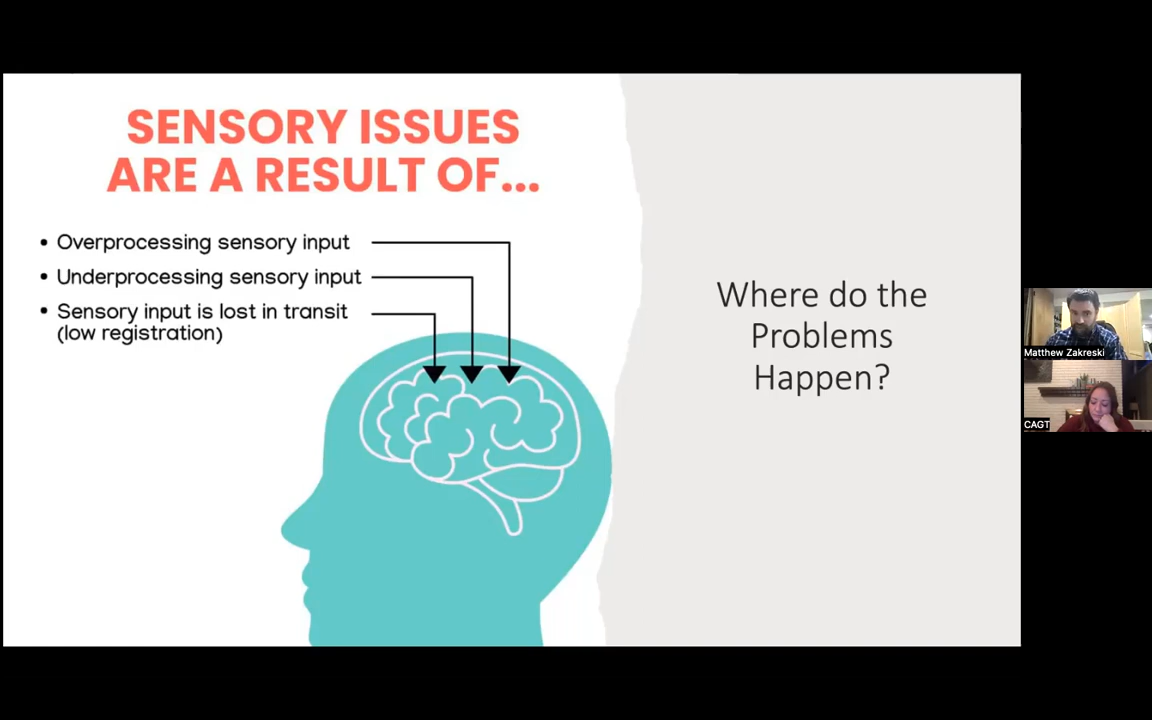 SENSORY ISSUES
ARE A RESULT OF...
• Overprocessing sensory input
• Underprocessing sensory input
• Sensory input is lost in transit
(low registration)
Where do the
Problems
Happen?
Matthew Zakreski
CAGT